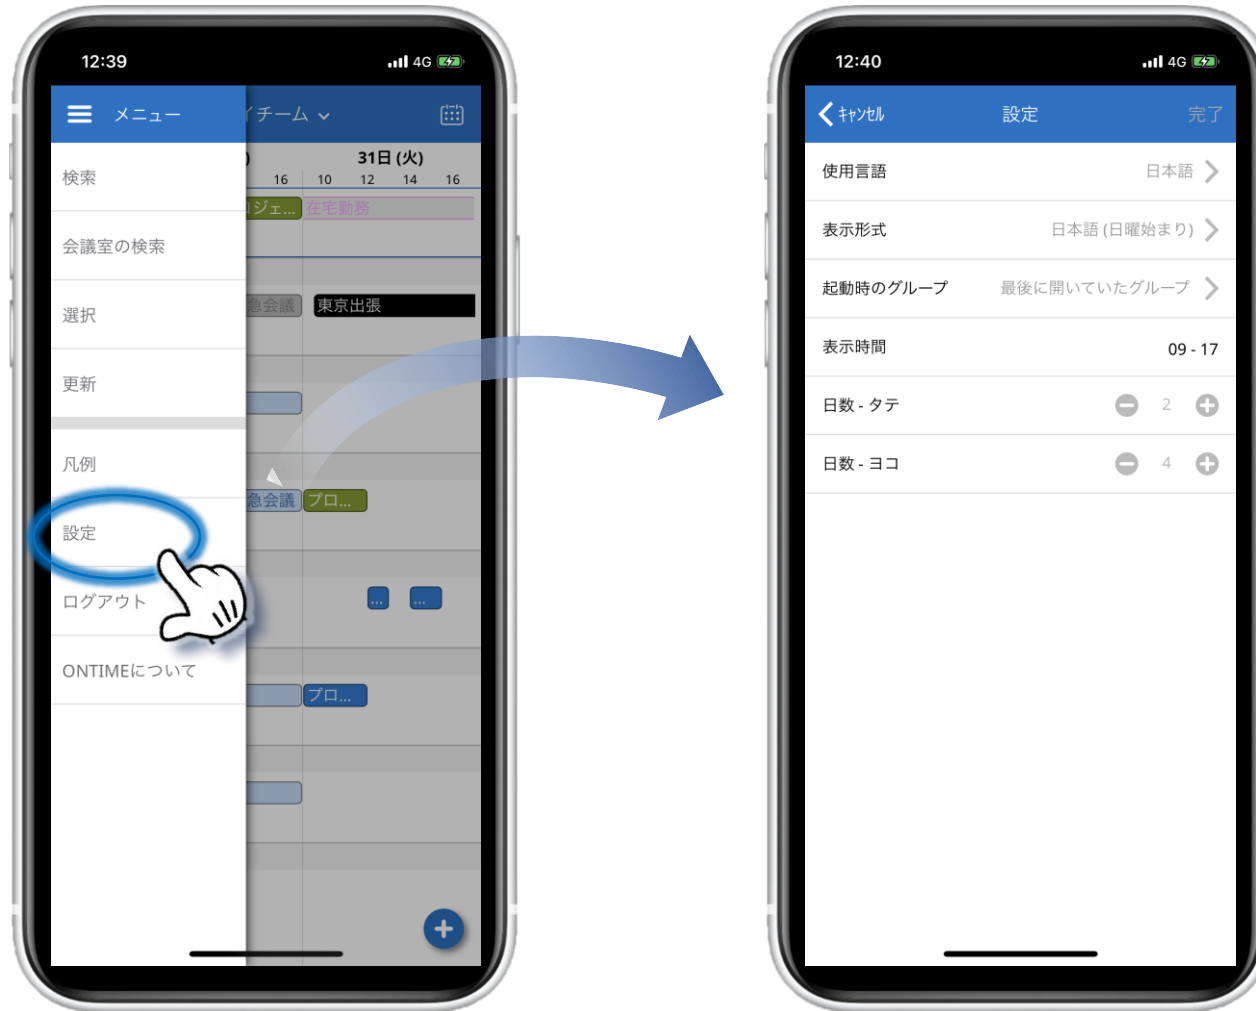 12:39
4G
メニュー
イチーム
31日 (火)
16 10 12 14 16
検索
ロジェ... 在宅勤務
会議室の検索
急会議 東京出張
選択
更新
凡例
急会議 プロ...
設定
ログアウト
... ...
ONTIMEについて
プロ...
12:40
4G
キャンセル 設定 完了
使用言語 日本語
表示形式 日本語 (日曜始まり)
起動時のグループ 最後に開いていたグループ
表示時間 09 - 17
日数 - タテ 2
日数 - ヨコ 4